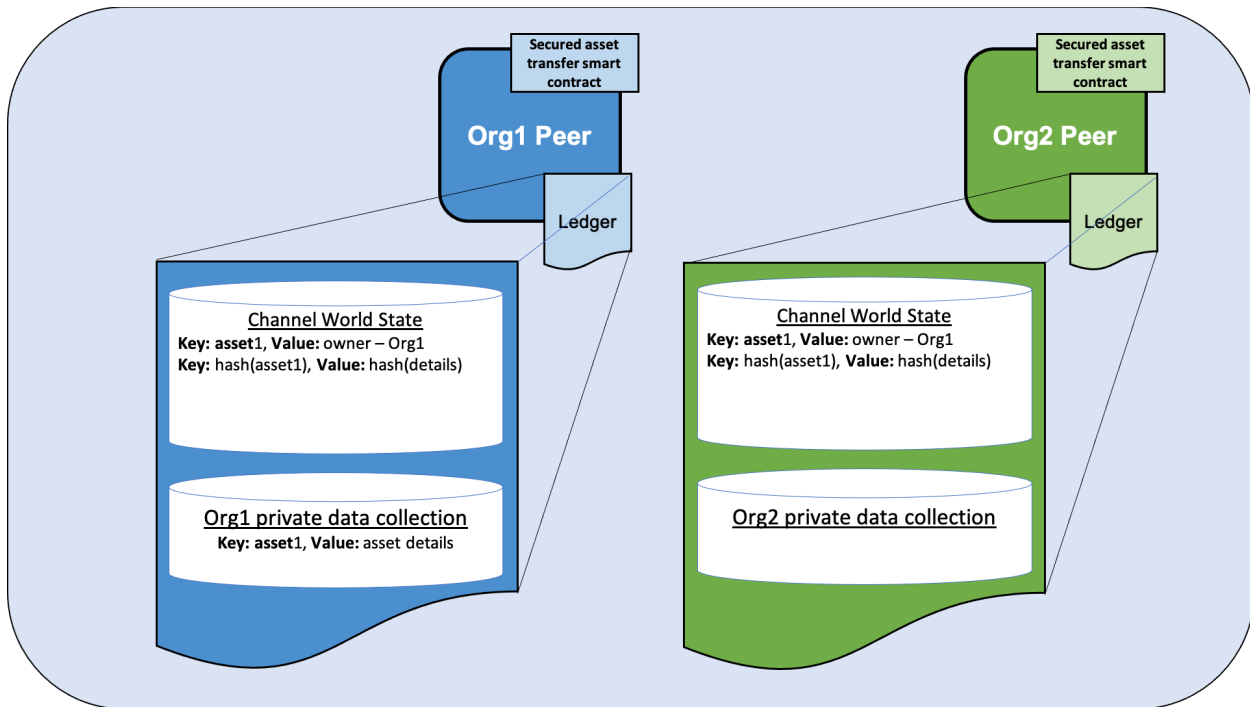 Secured asset
transfer smart
contract
Org1 Peer
Ledger
Channel World State
Key: asset1, Value: owner – Org1
Key: hash(asset1), Value: hash(details)
Org1 private data collection
Key: asset1, Value: asset details
Secured asset
transfer smart
contract
Org2 Peer
Ledger
Channel World State
Key: asset1, Value: owner – Org1
Key: hash(asset1), Value: hash(details)
Org2 private data collection